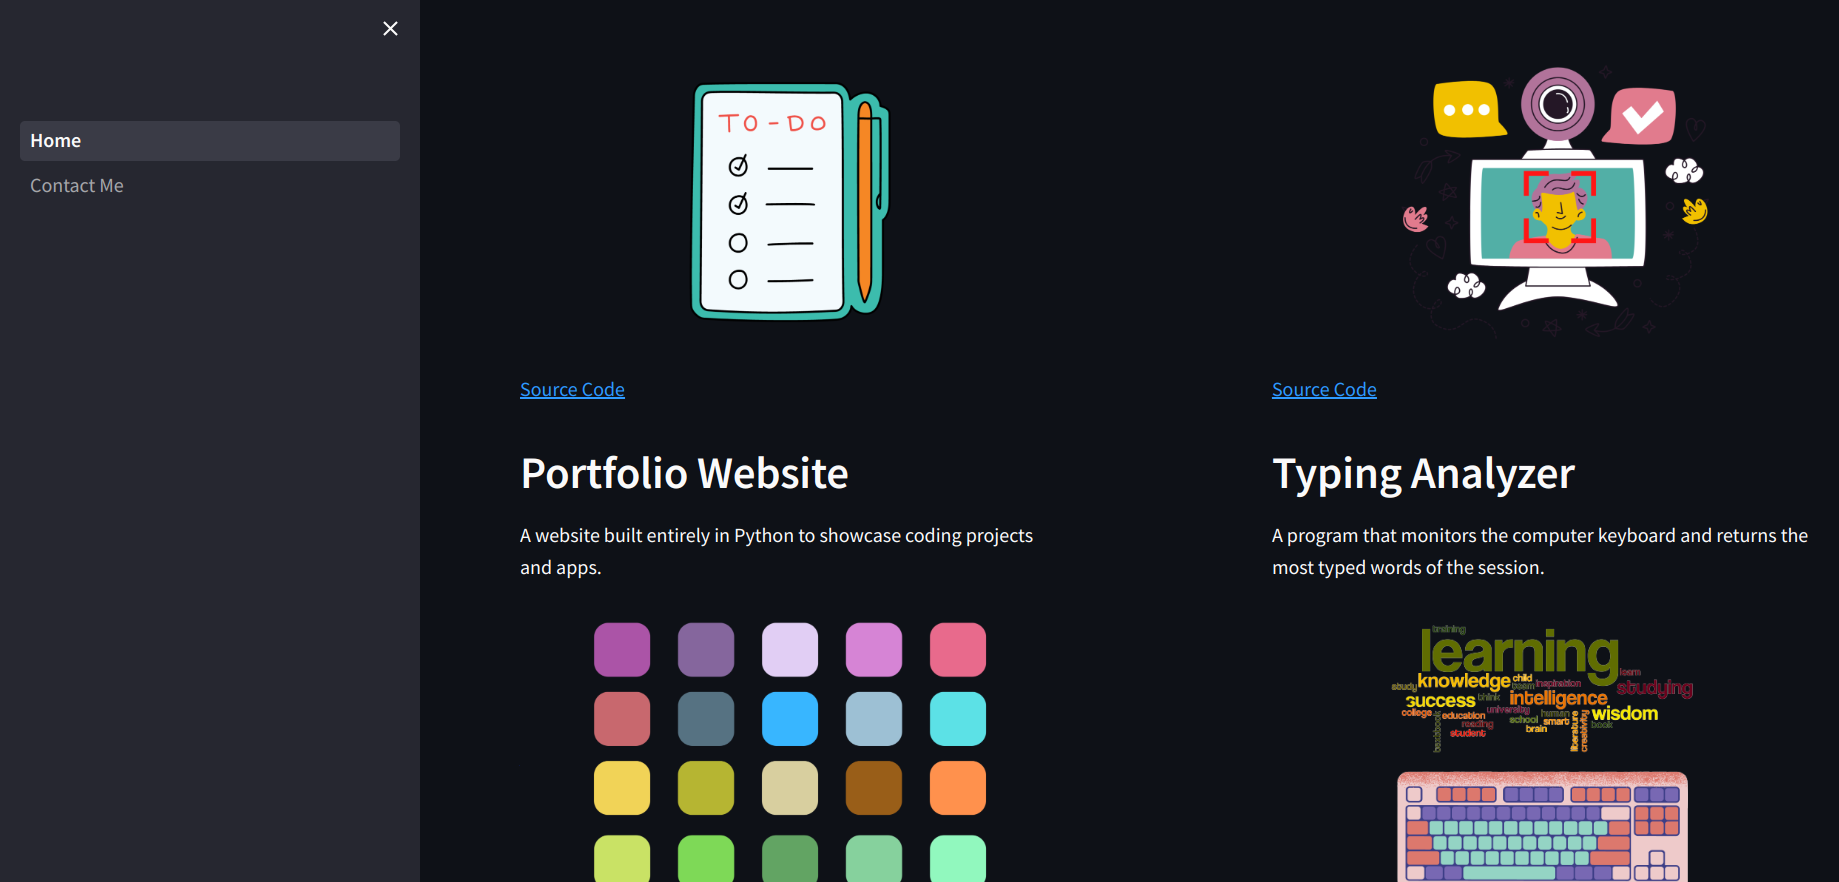 Home
Contact Me
TO-DO
Source Code
Portfolio Website
A website built entirely in Python to showcase coding projects
and apps.
Source Code
Typing Analyzer
A program that monitors the computer keyboard and returns the
most typed words of the session.
training
learning
learn
study knowledge child team inspiration studying
success think intelligence
college education university human wisdom
reading school smart book
student brain
textbook
literature
creativity